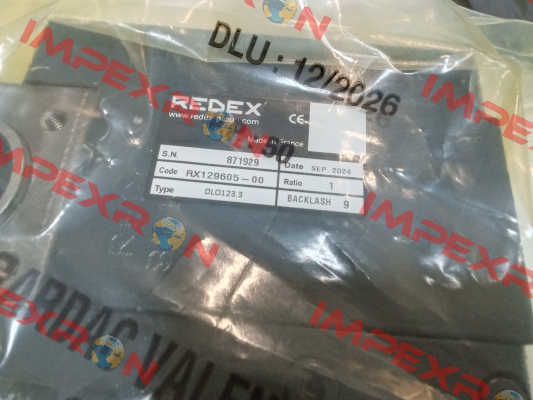 DLU : 12/2026
REDEX
CE
Made in France
S.N. 871929 Date SEP. 2024
Code RX129605-00 Ratio 1
Type DLO123.3 BACKLASH 9
IMPEXRON
IMPEXRON
IMPEXRON
IMPEXRON
IMPEXRON
IMPEXRON